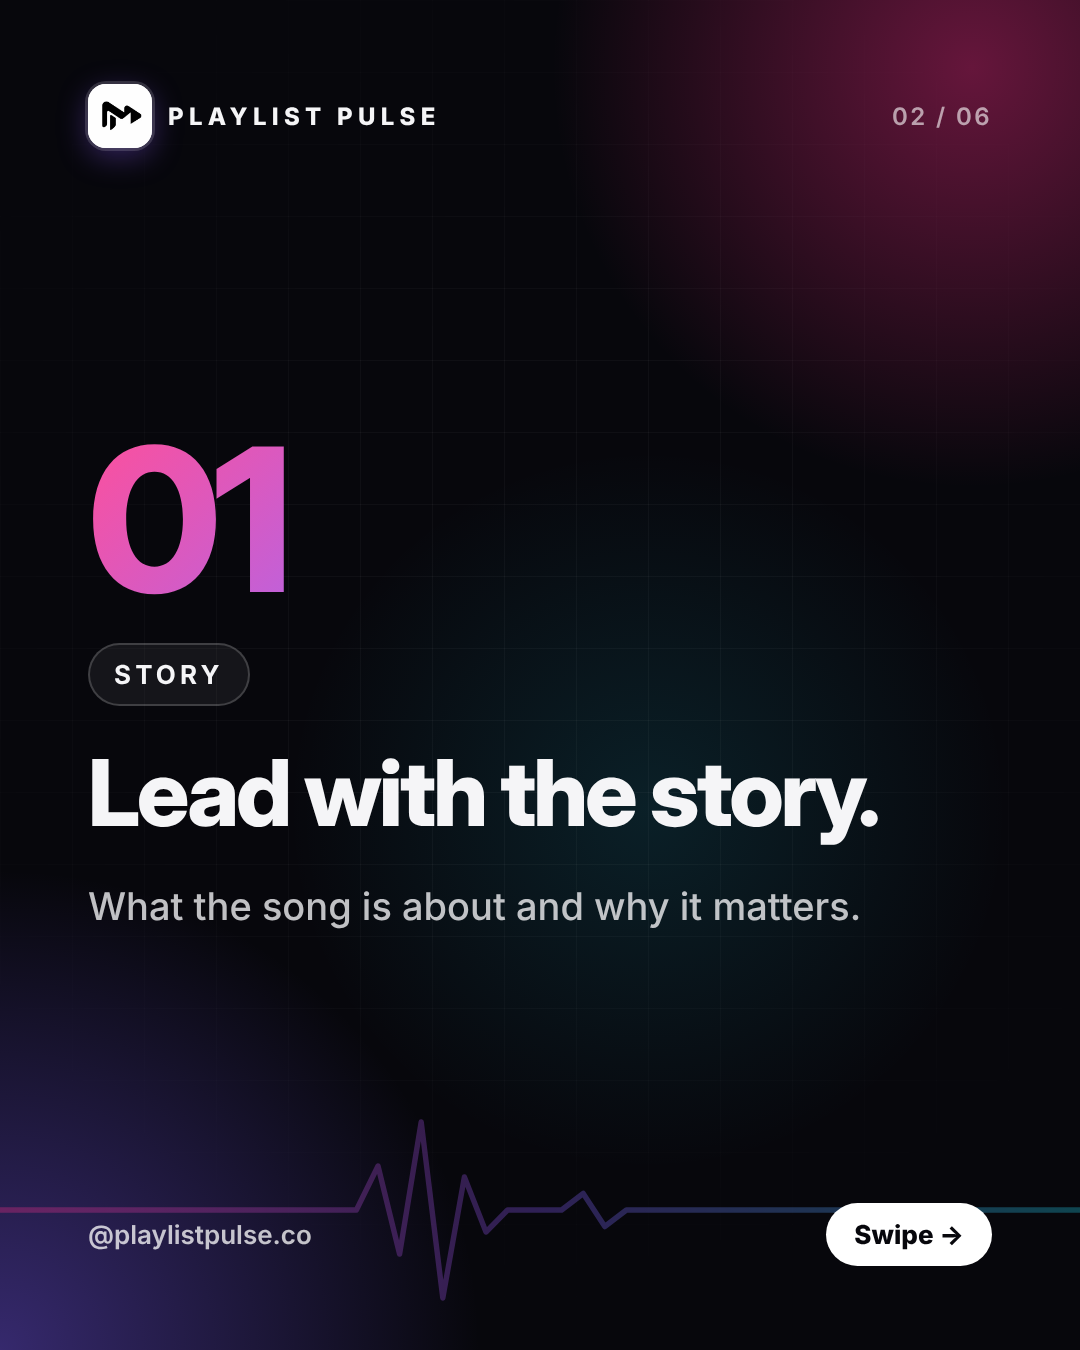 PLAYLIST PULSE
02 / 06
01
STORY
Lead with the story.
What the song is about and why it matters.
@playlistpulse.co
Swipe →